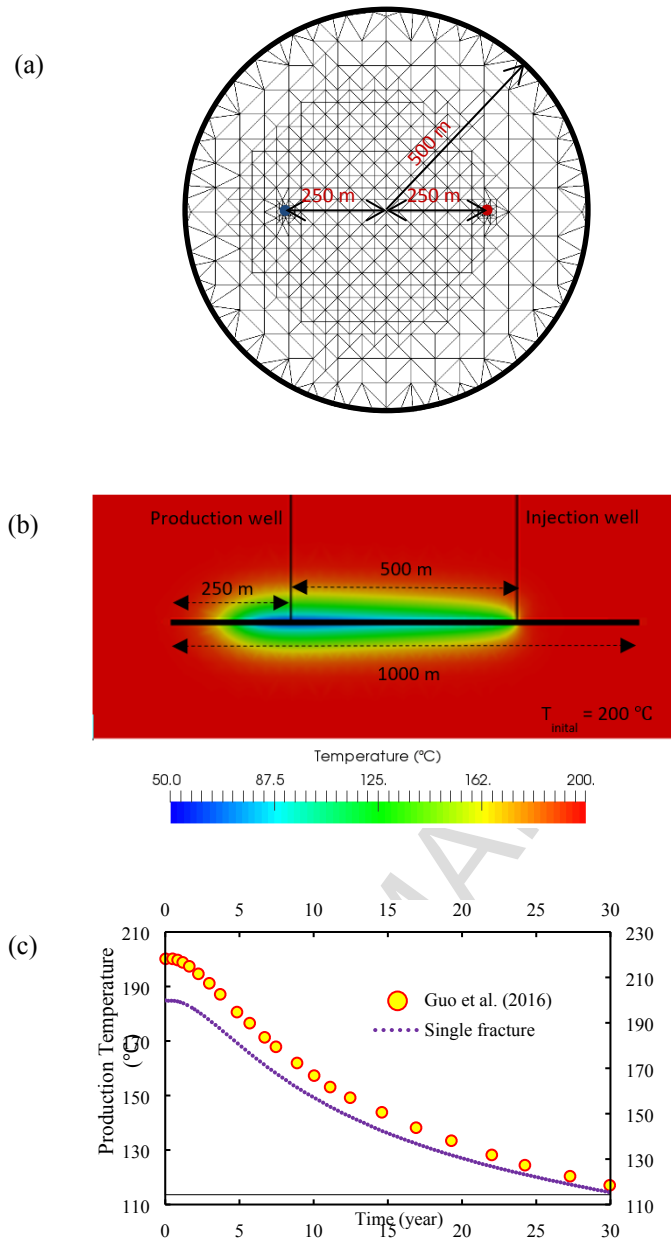 (a)
500 m
250 m
250 m
(b)
Production well
Injection well
500 m
250 m
1000 m
T inital = 200 °C
Temperature (°C)
50.0 87.5 125. 162. 200.
(c)
0 5 10 15 20 25 30
210
190
170
150
130
110
230
210
190
170
150
130
110
Production Temperature
(°C)
Guo et al. (2016)
Single fracture
0 5 10 15 20 25 30
Time (year)